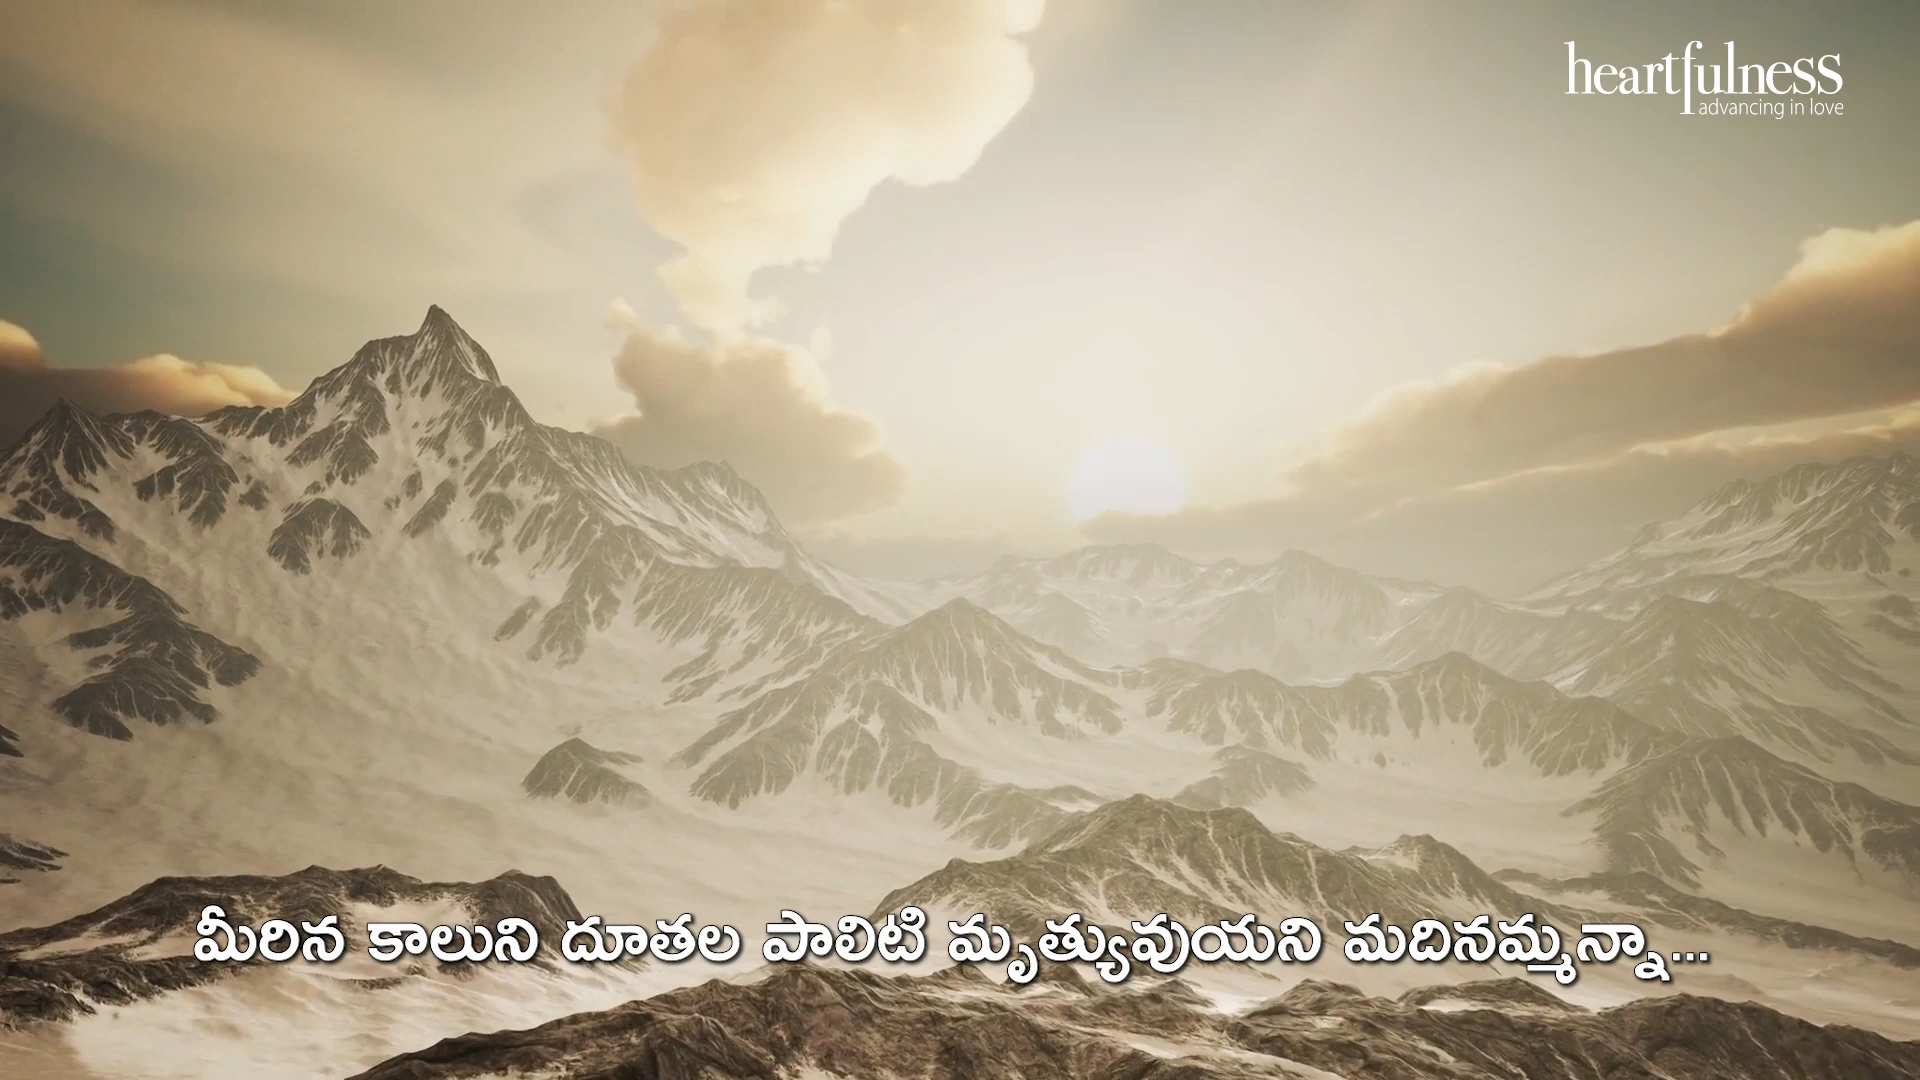 heartfulness
advancing in love
మీరిన కాలుని దూతల పాలిటి మృత్యువుయని మదినమ్మన్నా...